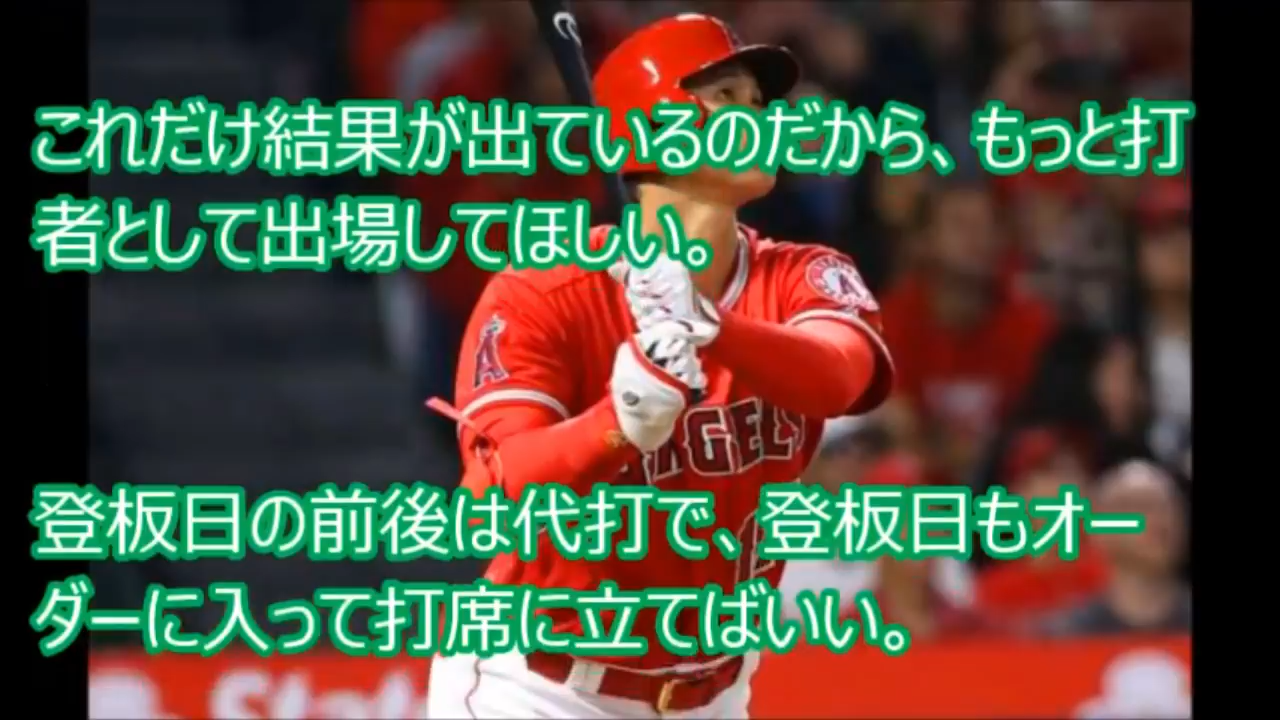 これだけ結果が出ているのだから、もっと打
者として出場してほしい。
登板日の前後は代打で、登板日もオー
ダーに入って打席に立てばいい。
A
A
ANGELS
State